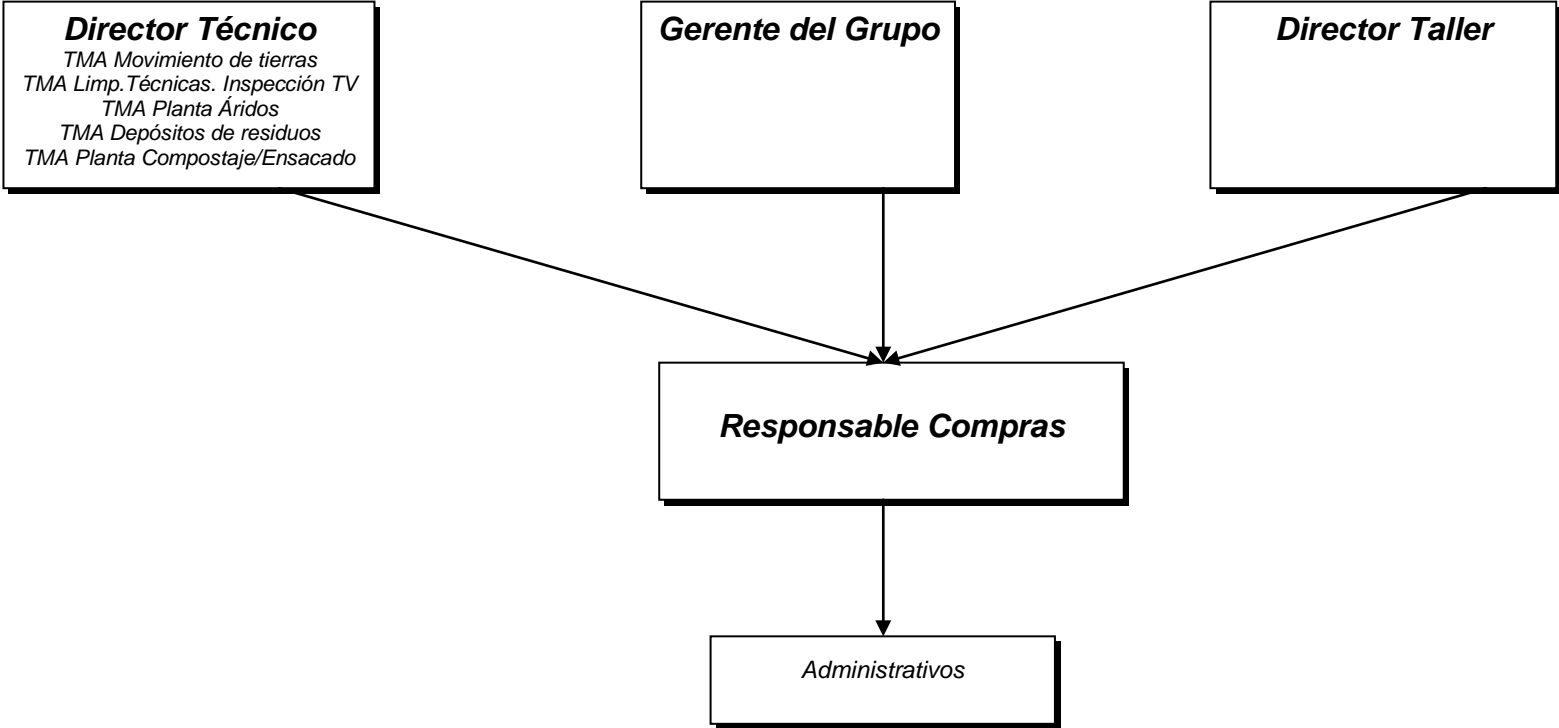 Director Técnico
TMA Movimiento de tierras
TMA Limp.Técnicas. Inspección TV
TMA Planta Áridos
TMA Depósitos de residuos
TMA Planta Compostaje/Ensacado
Gerente del Grupo
Director Taller
Responsable Compras
Administrativos